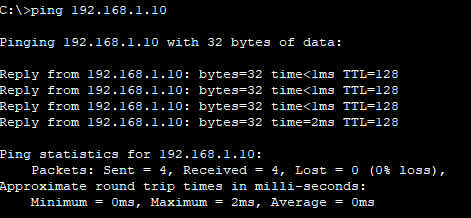 C:\>ping 192.168.1.10
Pinging 192.168.1.10 with 32 bytes of data:
Reply from 192.168.1.10: bytes=32 time<1ms TTL=128
Reply from 192.168.1.10: bytes=32 time<1ms TTL=128
Reply from 192.168.1.10: bytes=32 time<1ms TTL=128
Reply from 192.168.1.10: bytes=32 time=2ms TTL=128
Ping statistics for 192.168.1.10:
    Packets: Sent = 4, Received = 4, Lost = 0 (0% loss),
Approximate round trip times in milli-seconds:
    Minimum = 0ms, Maximum = 2ms, Average = 0ms